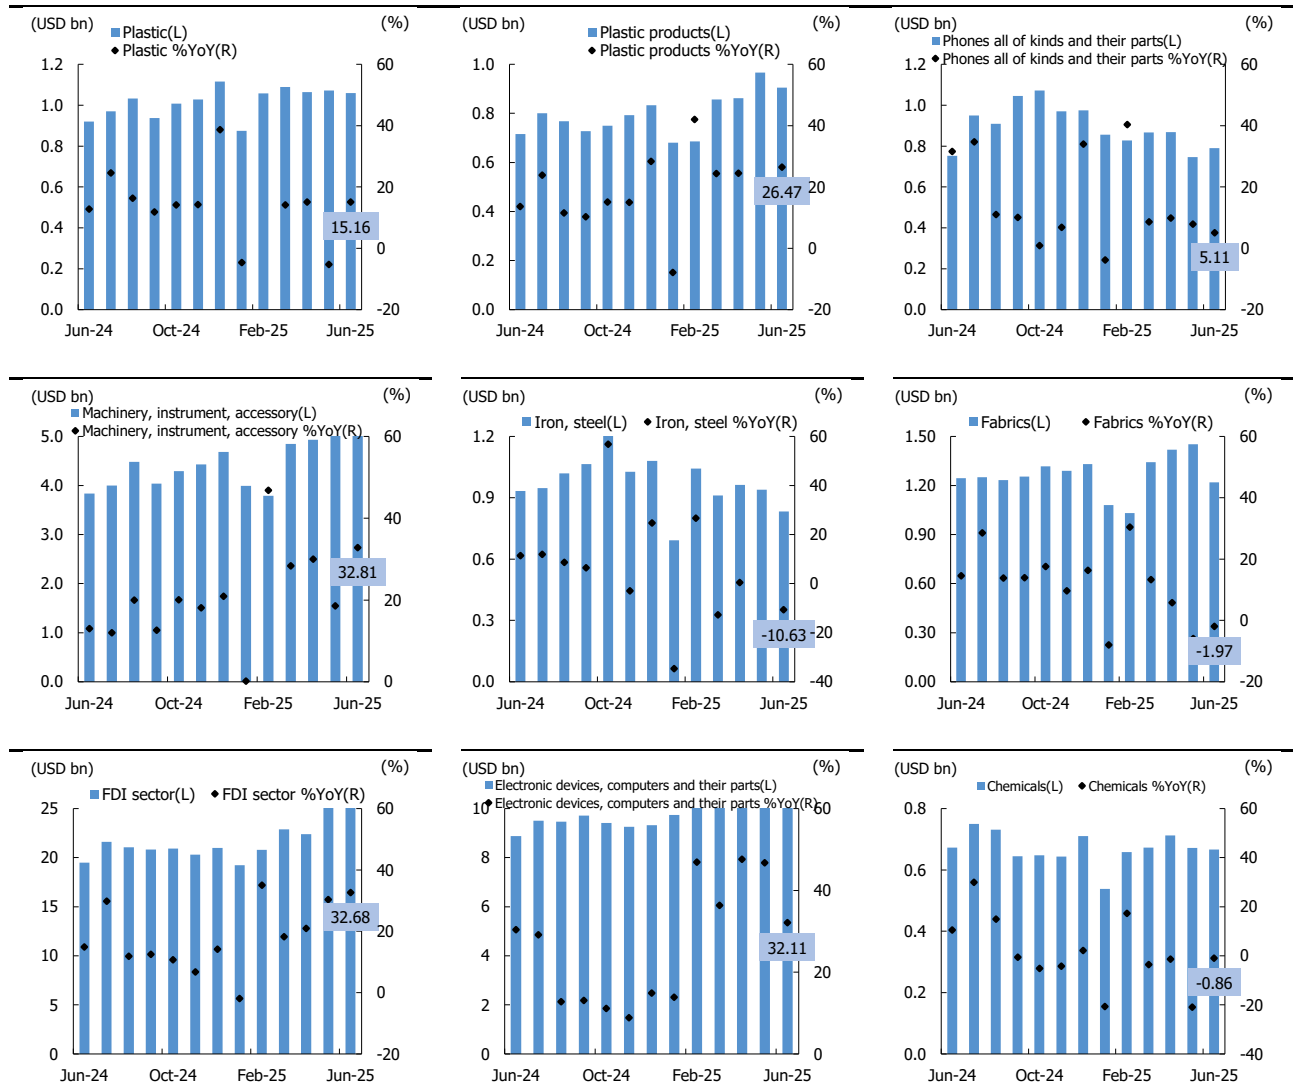 (USD bn) (%)
Plastic(L)
Plastic %YoY(R)
1.2 60
1.0
40
0.8
20
0.6
15.16
0.4
0
0.2
0.0 -20
Jun-24 Oct-24 Feb-25 Jun-25
(USD bn) (%)
Plastic products(L)
Plastic products %YoY(R)
1.0 60
0.8 40
0.6
20
26.47
0.4
0
0.2
0.0 -20
Jun-24 Oct-24 Feb-25 Jun-25
(USD bn) (%)
Phones all of kinds and their parts(L)
Phones all of kinds and their parts %YoY(R)
1.2 60
1.0
40
0.8
20
0.6
0.4
5.11
0
0.2
0.0 -20
Jun-24 Oct-24 Feb-25 Jun-25
(USD bn) (%)
Machinery, instrument, accessory(L)
Machinery, instrument, accessory %YoY(R)
5.0 60
4.0
40
3.0
32.81
2.0
20
1.0
0.0 0
Jun-24 Oct-24 Feb-25 Jun-25
(USD bn) (%)
Iron, steel(L) Iron, steel %YoY(R)
1.2 60
40
0.9
20
0.6
0
0.3
-10.63
-20
0.0 -40
Jun-24 Oct-24 Feb-25 Jun-25
(USD bn) (%)
Fabrics(L) Fabrics %YoY(R)
1.50 60
1.20
40
0.90
20
0.60
0
0.30
-1.97
0.00 -20
Jun-24 Oct-24 Feb-25 Jun-25
(USD bn) (%)
FDI sector(L) FDI sector %YoY(R)
25 60
20
40
15
32.68
20
10
0
5
0 -20
Jun-24 Oct-24 Feb-25 Jun-25
(USD bn) (%)
Electronic devices, computers and their parts(L)
Electronic devices, computers and their parts %YoY(R)
10 60
8
40
6
32.11
4
20
2
0 0
Jun-24 Oct-24 Feb-25 Jun-25
(USD bn) (%)
Chemicals(L) Chemicals %YoY(R)
0.8 60
40
0.6
20
0.4
0
-0.86
0.2
-20
0.0 -40
Jun-24 Oct-24 Feb-25 Jun-25